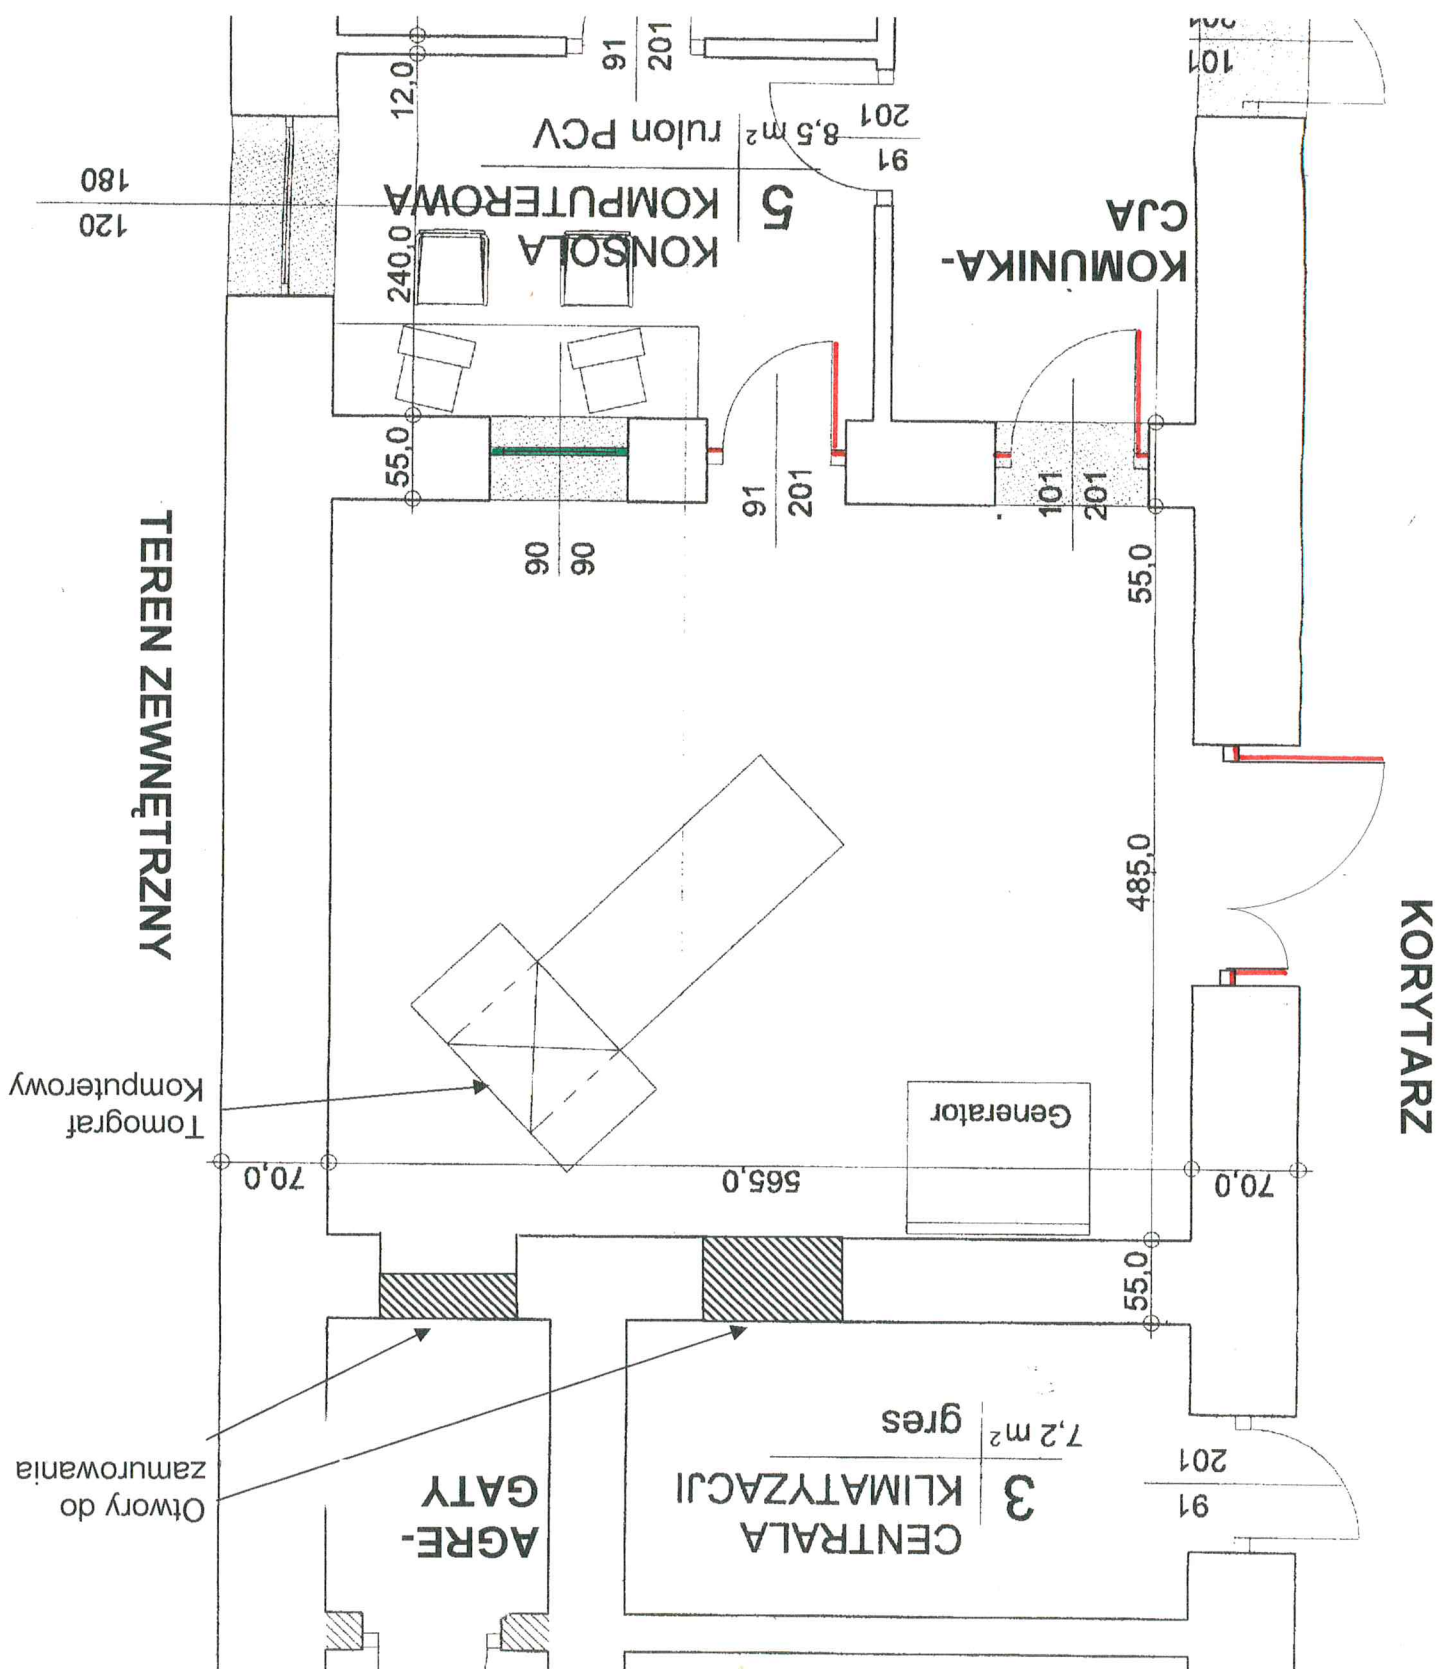 91
201
12,0
101
KONSOLA
KOMPUTEROWA
5
rulon PCV
8,5 m²
91
201
120
180
240,0
KOMUNIKA-
CJA
55,0
90
90
91
201
101
201
55,0
TEREN ZEWNĘTRZNY
485,0
KORYTARZ
Tomograf
Komputerowy
Generator
70,0
565,0
70,0
55,0
Otwory do
zamurowania
AGRE-
GATY
CENTRALA
KLIMATYZACJI
3
gres
7,2 m²
91
201